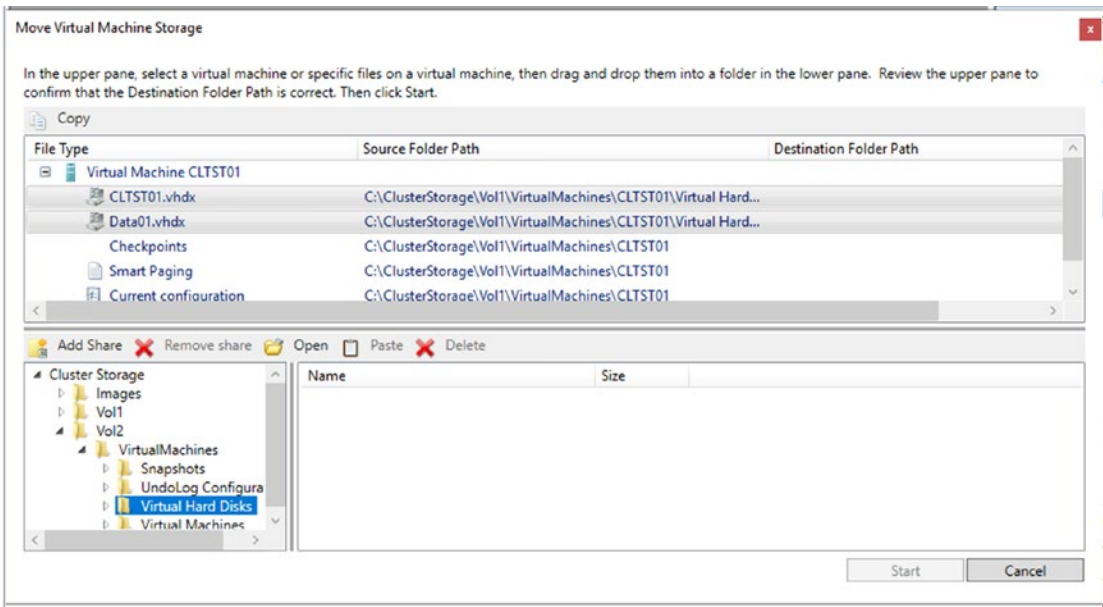 Move Virtual Machine Storage
x
In the upper pane, select a virtual machine or specific files on a virtual machine, then drag and drop them into a folder in the lower pane. Review the upper pane to
confirm that the Destination Folder Path is correct. Then click Start.
Copy
File Type Source Folder Path Destination Folder Path
Virtual Machine CLTST01
CLTST01.vhdx C:\ClusterStorage\Vol1\VirtualMachines\CLTST01\Virtual Hard...
Data01.vhdx C:\ClusterStorage\Vol1\VirtualMachines\CLTST01\Virtual Hard...
Checkpoints C:\ClusterStorage\Vol1\VirtualMachines\CLTST01
Smart Paging C:\ClusterStorage\Vol1\VirtualMachines\CLTST01
Current configuration C:\ClusterStorage\Vol1\VirtualMachines\CLTST01
Add Share Remove share Open Paste Delete
Cluster Storage Name Size
Images
Vol1
Vol2
VirtualMachines
Snapshots
UndoLog Configura
Virtual Hard Disks
Virtual Machines
Start Cancel